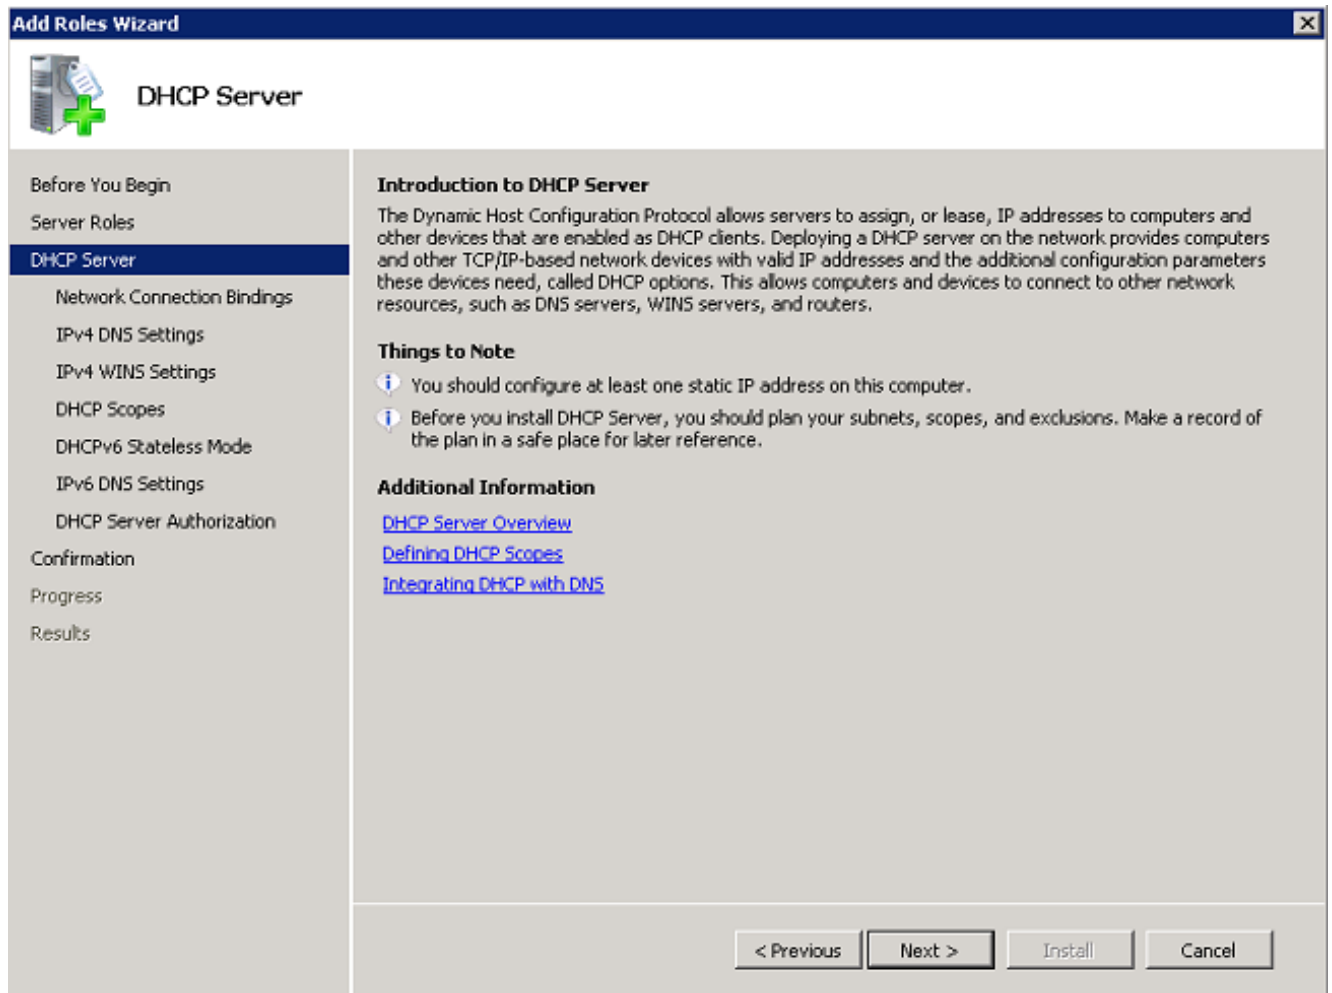 Add Roles Wizard
DHCP Server
Before You Begin
Server Roles
DHCP Server
Network Connection Bindings
IPv4 DNS Settings
IPv4 WINS Settings
DHCP Scopes
DHCPv6 Stateless Mode
IPv6 DNS Settings
DHCP Server Authorization
Confirmation
Progress
Results
Introduction to DHCP Server
The Dynamic Host Configuration Protocol allows servers to assign, or lease, IP addresses to computers and
other devices that are enabled as DHCP clients. Deploying a DHCP server on the network provides computers
and other TCP/IP-based network devices with valid IP addresses and the additional configuration parameters
these devices need, called DHCP options. This allows computers and devices to connect to other network
resources, such as DNS servers, WINS servers, and routers.
Things to Note
You should configure at least one static IP address on this computer.
Before you install DHCP Server, you should plan your subnets, scopes, and exclusions. Make a record of
the plan in a safe place for later reference.
Additional Information
DHCP Server Overview
Defining DHCP Scopes
Integrating DHCP with DNS
< Previous
Next >
Install
Cancel